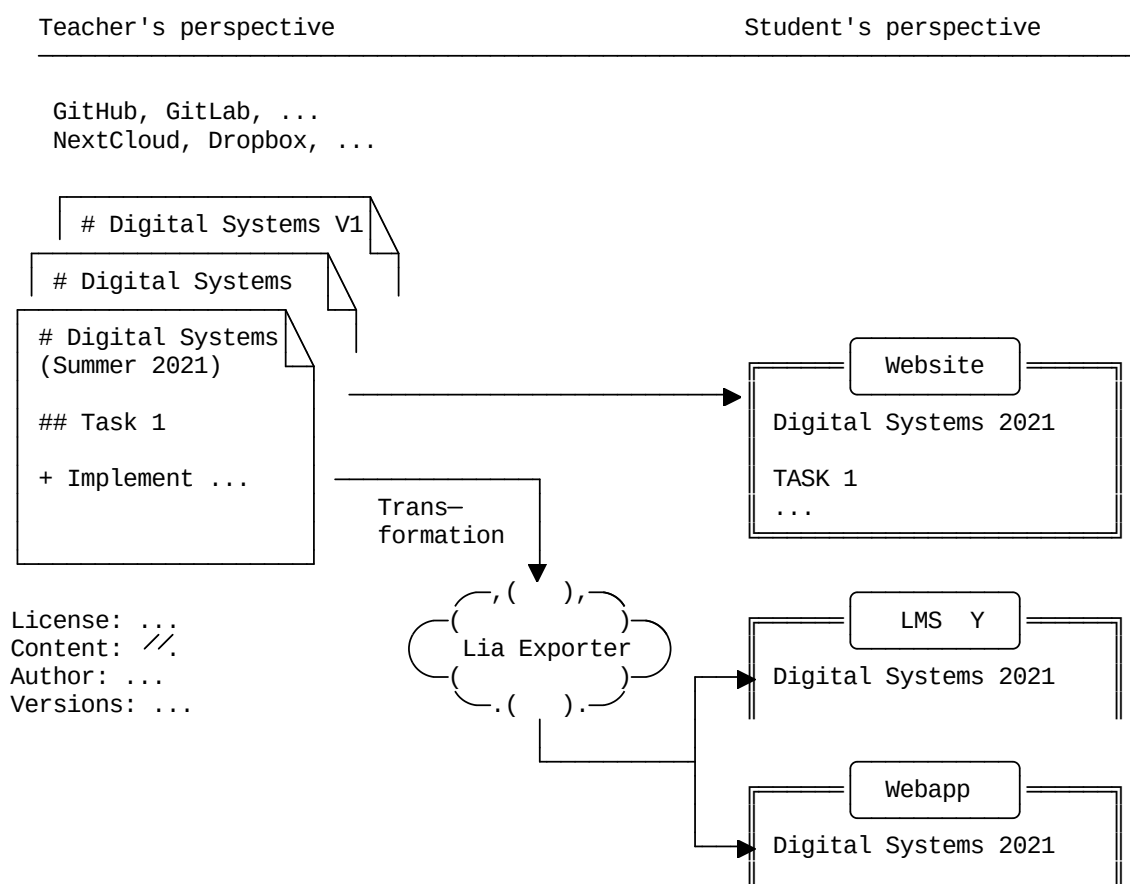 Teacher's perspective
Student's perspective
GitHub, GitLab, ...
NextCloud, Dropbox, ...
# Digital Systems V1
# Digital Systems
# Digital Systems
(Summer 2021)
## Task 1
+ Implement ...
Trans—
formation
Lia Exporter
License: ...
Content: //.
Author: ...
Versions: ...
Website
Digital Systems 2021
TASK 1
...
LMS Y
Digital Systems 2021
Webapp
Digital Systems 2021